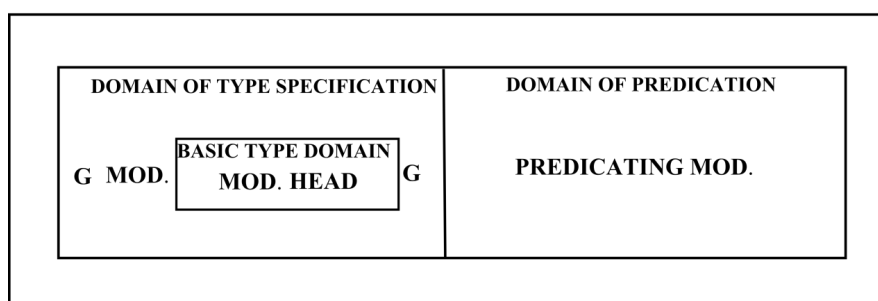 DOMAIN OF TYPE SPECIFICATION
DOMAIN OF PREDICATION
BASIC TYPE DOMAIN
G MOD. MOD. HEAD G
PREDICATING MOD.